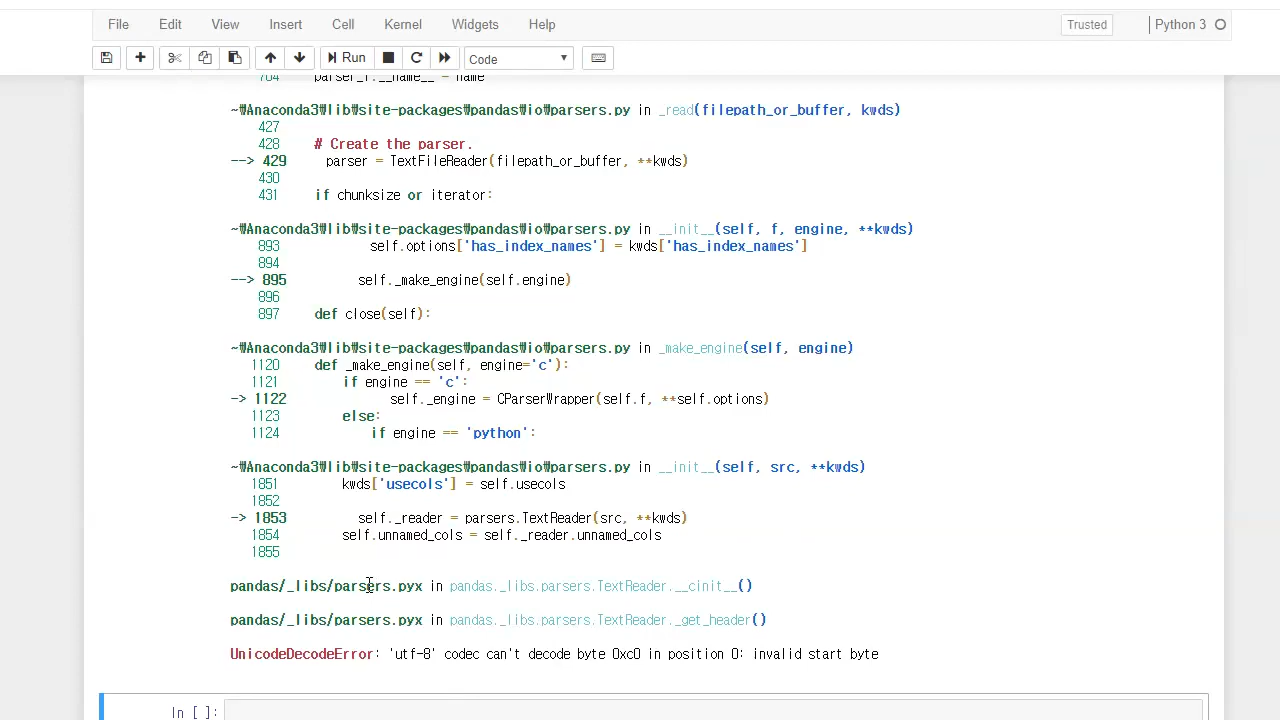 File Edit View Insert Cell Kernel Widgets Help Trusted Python 3
Run Code
704 parser_f.__name__ = name
~₩Anaconda3₩lib₩site-packages₩pandas₩io₩parsers.py in _read(filepath_or_buffer, kwds)
427
428 # Create the parser.
--> 429 parser = TextFileReader(filepath_or_buffer, **kwds)
430
431 if chunksize or iterator:
~₩Anaconda3₩lib₩site-packages₩pandas₩io₩parsers.py in __init__(self, f, engine, **kwds)
893 self.options['has_index_names'] = kwds['has_index_names']
894
--> 895 self._make_engine(self.engine)
896
897 def close(self):
~₩Anaconda3₩lib₩site-packages₩pandas₩io₩parsers.py in _make_engine(self, engine)
1120 def _make_engine(self, engine='c'):
1121 if engine == 'c':
-> 1122 self._engine = CParserWrapper(self.f, **self.options)
1123 else:
1124 if engine == 'python':
~₩Anaconda3₩lib₩site-packages₩pandas₩io₩parsers.py in __init__(self, src, **kwds)
1851 kwds['usecols'] = self.usecols
1852
-> 1853 self._reader = parsers.TextReader(src, **kwds)
1854 self.unnamed_cols = self._reader.unnamed_cols
1855
pandas/_libs/parsers.pyx in pandas._libs.parsers.TextReader.__cinit__()
pandas/_libs/parsers.pyx in pandas._libs.parsers.TextReader._get_header()
UnicodeDecodeError: 'utf-8' codec can't decode byte 0xc0 in position 0: invalid start byte
In [ ]: